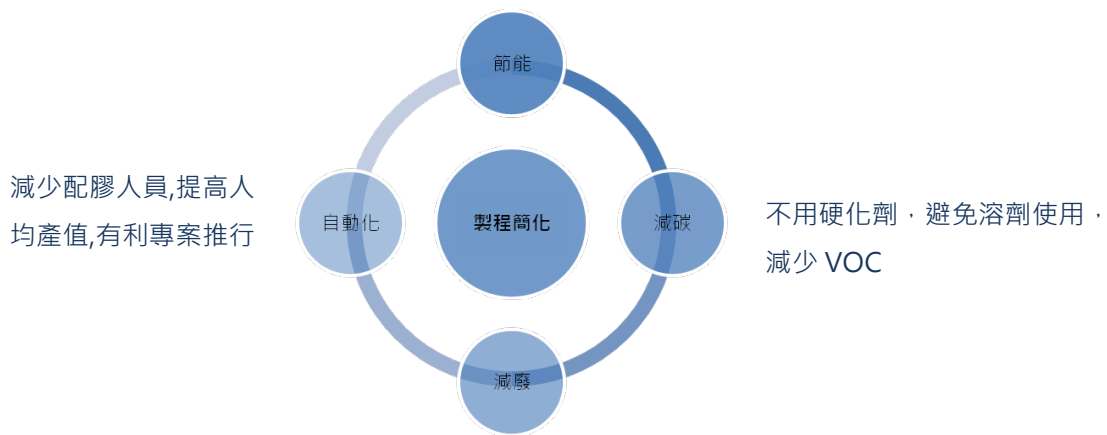 節能
減少配膠人員,提高人
均產值,有利專案推行
自動化
製程簡化
減碳
不用硬化劑，避免溶劑使用，
減少 VOC
減廢